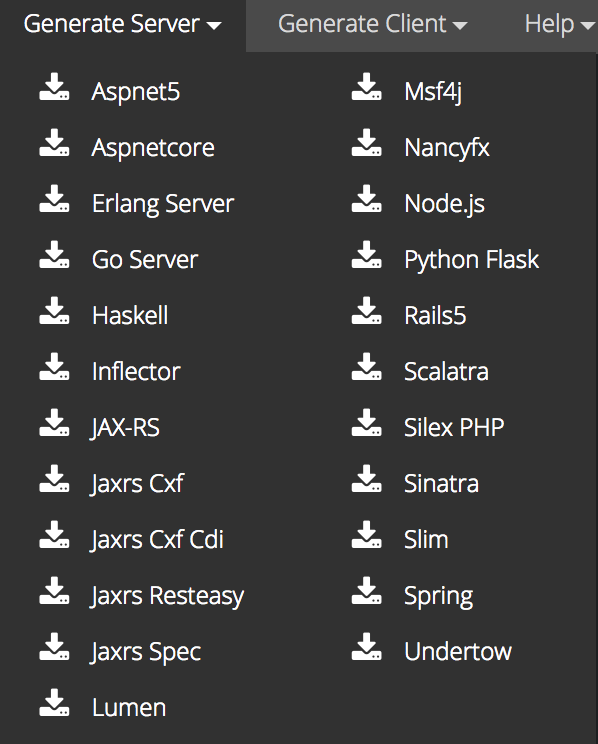 Generate Server Generate Client Help
Aspnet5
Aspnetcore
Erlang Server
Go Server
Haskell
Inflector
JAX-RS
Jaxrs Cxf
Jaxrs Cxf Cdi
Jaxrs Resteasy
Jaxrs Spec
Lumen
Msf4j
Nancyfx
Node.js
Python Flask
Rails5
Scalatra
Silex PHP
Sinatra
Slim
Spring
Undertow